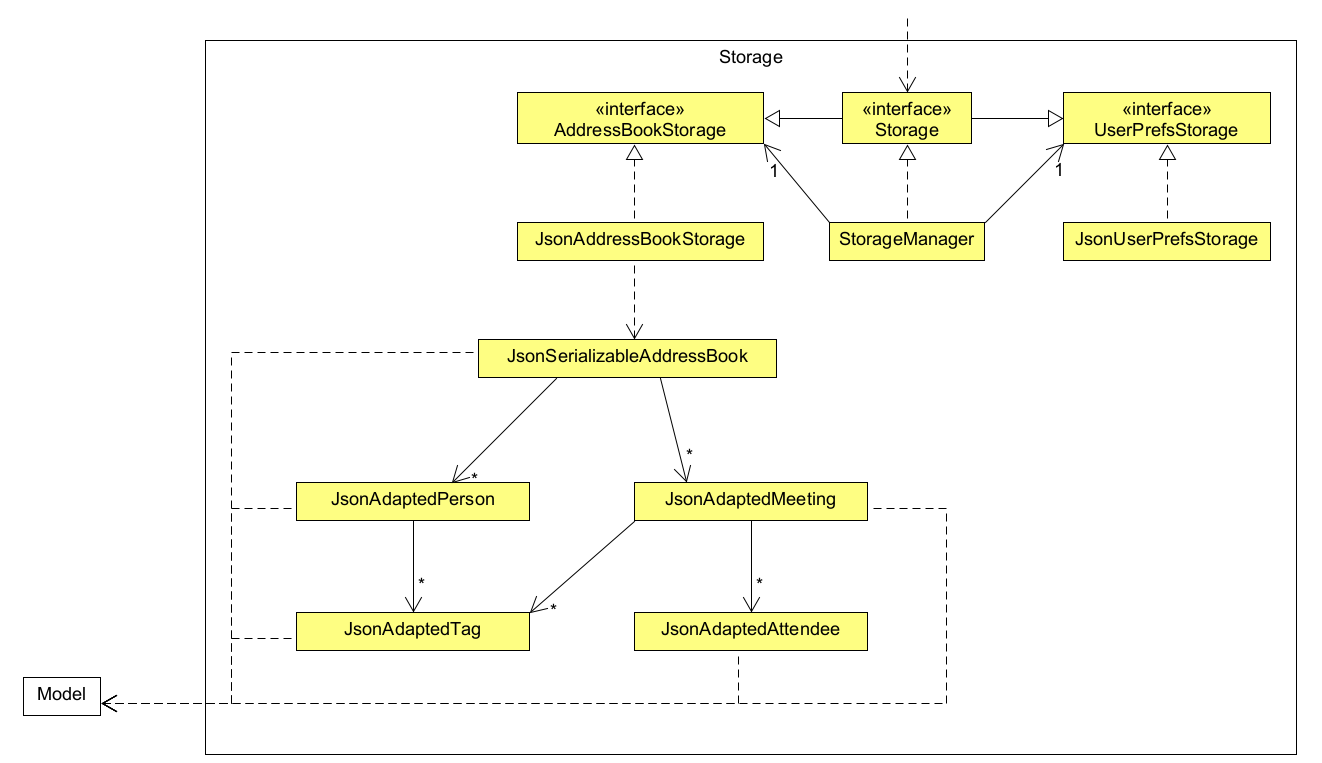 Storage
«interface»
AddressBookStorage
«interface»
Storage
«interface»
UserPrefsStorage
1
1
JsonAddressBookStorage
StorageManager
JsonUserPrefsStorage
JsonSerializableAddressBook
*
*
JsonAdaptedPerson
JsonAdaptedMeeting
*
*
*
JsonAdaptedTag
JsonAdaptedAttendee
Model